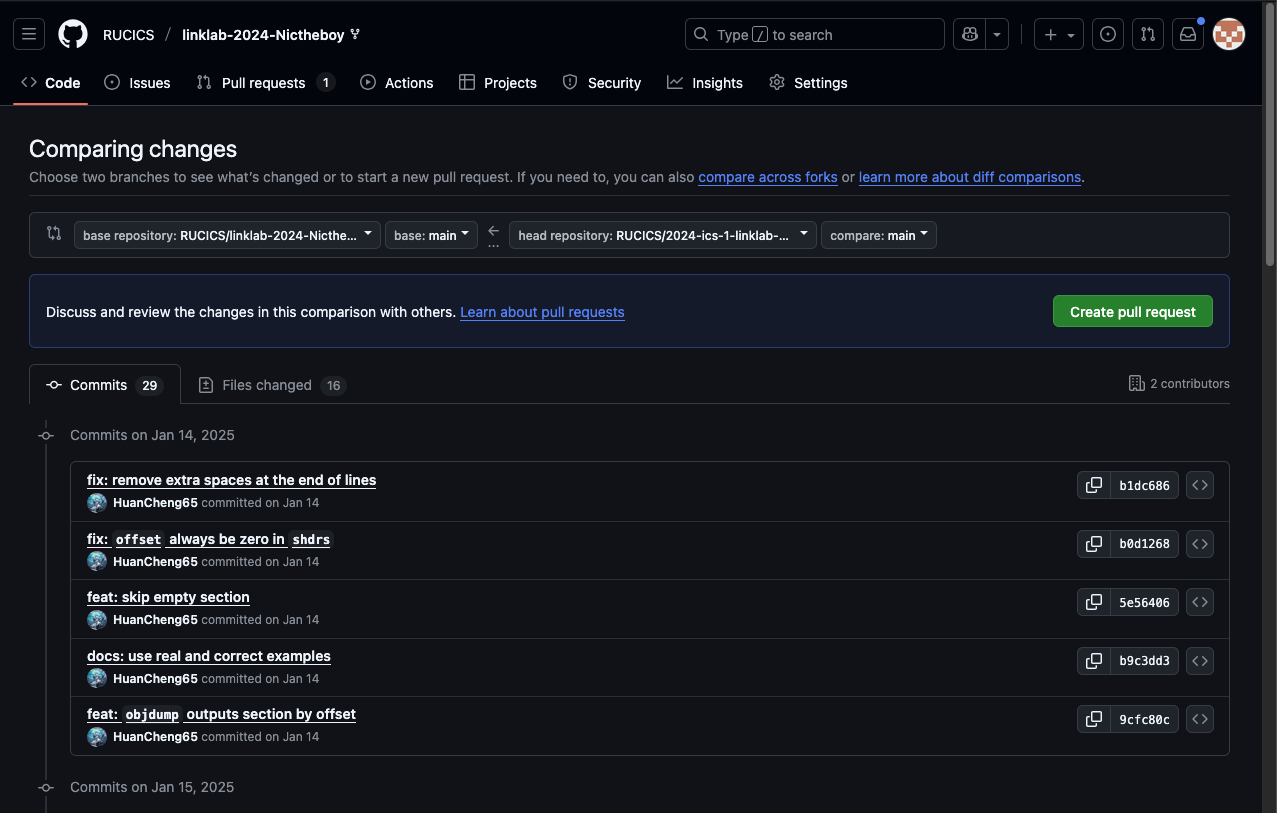 RUCICS / linklab-2024-Nictheboy
Type / to search
Code
Issues
Pull requests 1
Actions
Projects
Security
Insights
Settings
Comparing changes
Choose two branches to see what's changed or to start a new pull request. If you need to, you can also compare across forks or learn more about diff comparisons.
base repository: RUCICS/linklab-2024-Nicthe...
base: main
...
head repository: RUCICS/2024-ics-1-linklab-...
compare: main
Discuss and review the changes in this comparison with others. Learn about pull requests
Create pull request
Commits 29
Files changed 16
2 contributors
Commits on Jan 14, 2025
fix: remove extra spaces at the end of lines
HuanCheng65 committed on Jan 14
b1dc686
fix: offset always be zero in shdrs
HuanCheng65 committed on Jan 14
b0d1268
feat: skip empty section
HuanCheng65 committed on Jan 14
5e56406
docs: use real and correct examples
HuanCheng65 committed on Jan 14
b9c3dd3
feat: objdump outputs section by offset
HuanCheng65 committed on Jan 14
9cfc80c
Commits on Jan 15, 2025